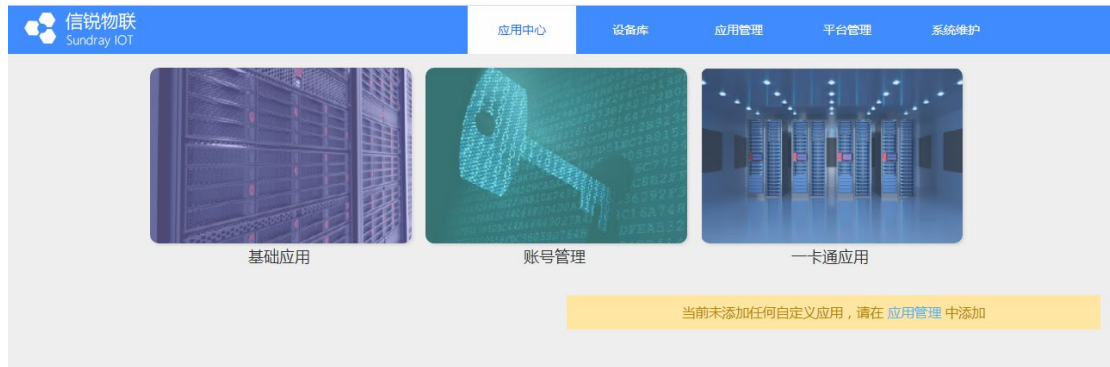 信锐物联
Sundray IOT
应用中心
设备库
应用管理
平台管理
系统维护
基础应用
账号管理
一卡通应用
当前未添加任何自定义应用，请在 应用管理 中添加